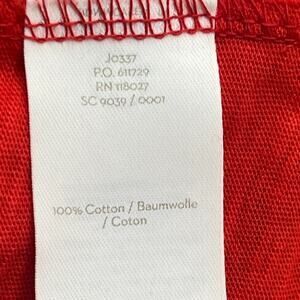 J0337
P.O. 611729
RN 118027
SC 9039 / 0001
100% Cotton / Baumwolle
/ Coton